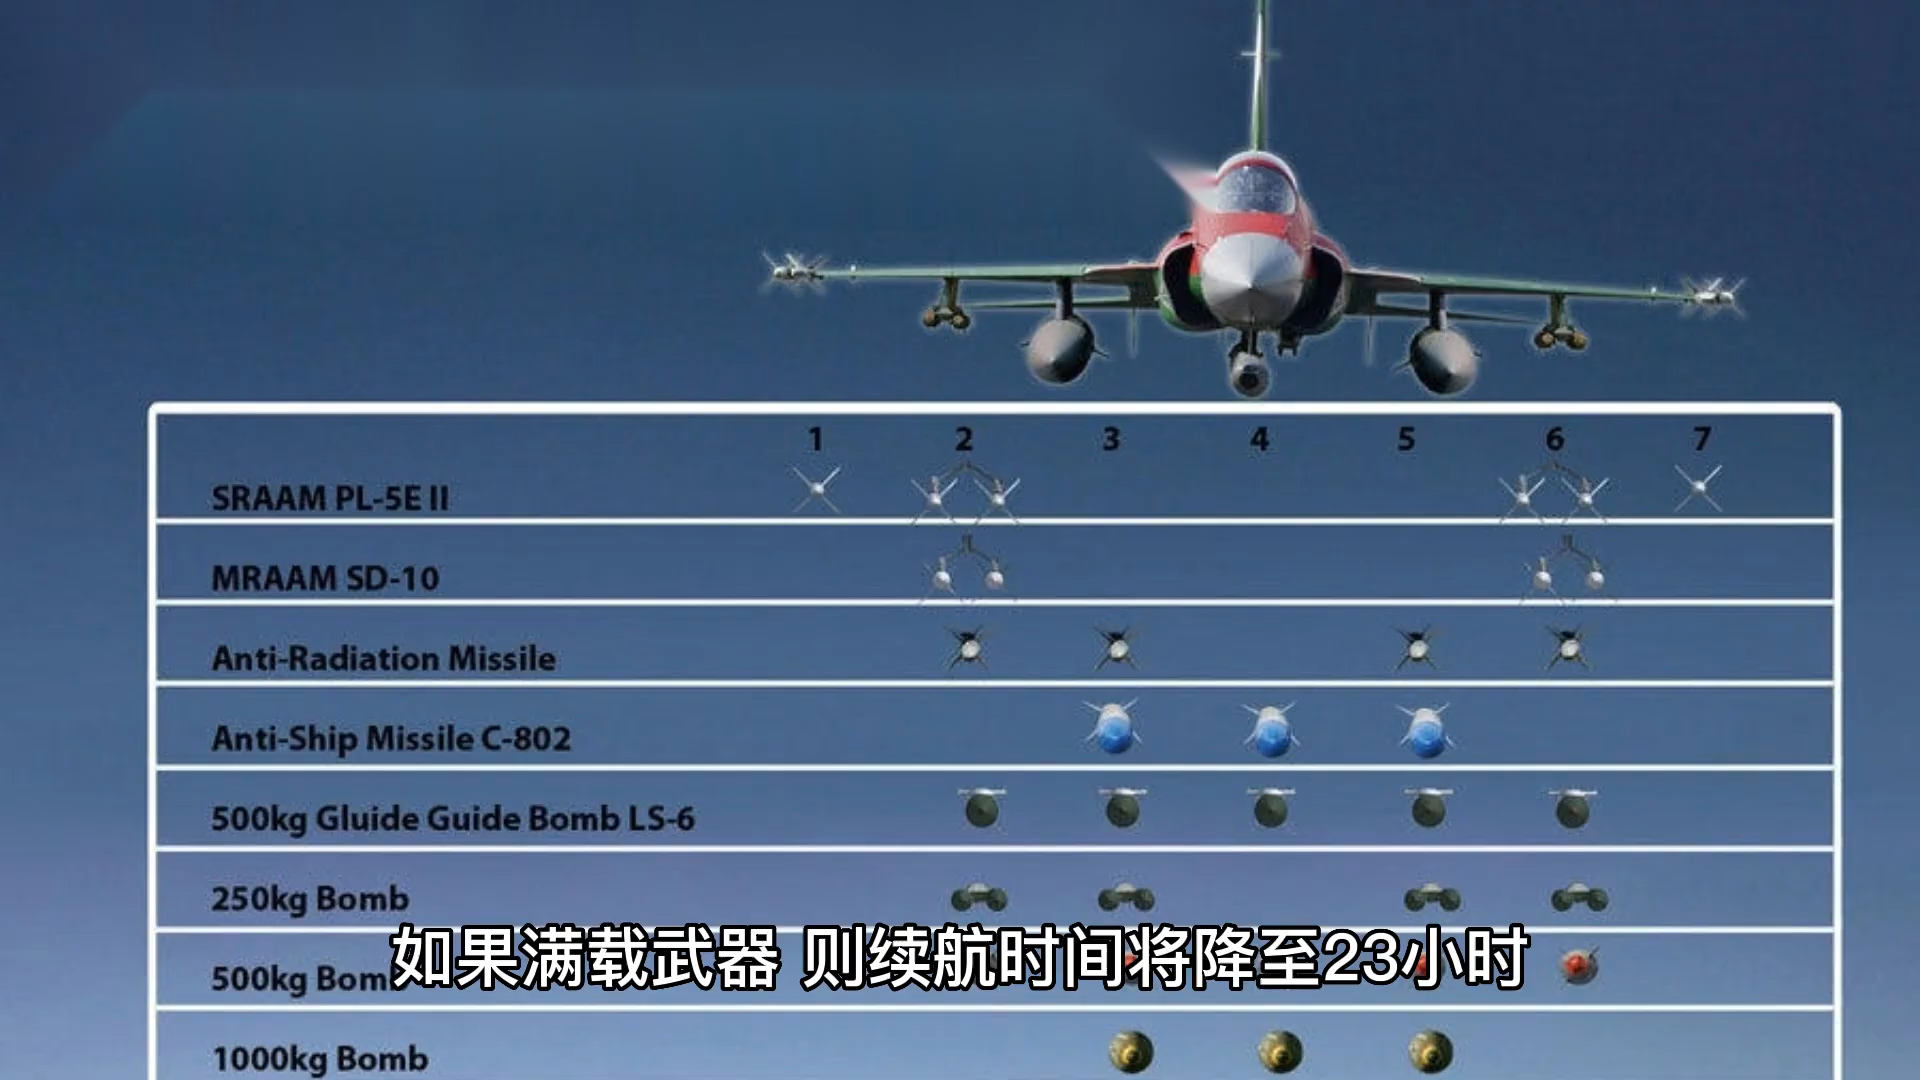 1 2 3 4 5 6 7
SRAAM PL-5E II
MRAAM SD-10
Anti-Radiation Missile
Anti-Ship Missile C-802
500kg Gluide Guide Bomb LS-6
250kg Bomb
如果满载武器 则续航时间将降至23小时
500kg Bomb
1000kg Bomb